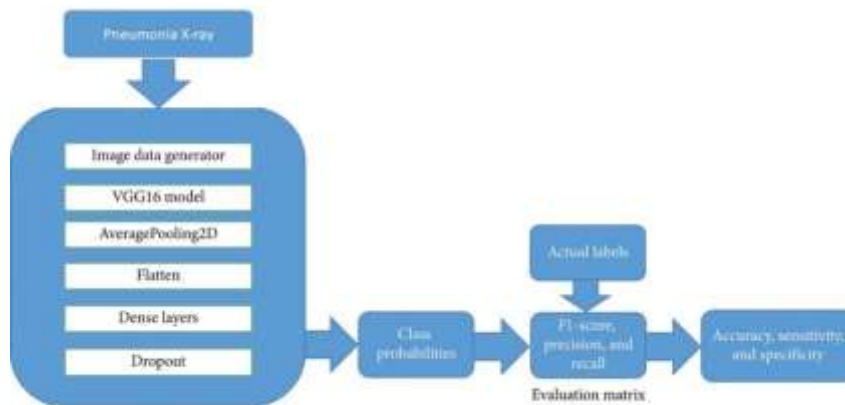 Pneumonia X-ray
Image data generator
VGG16 model
AveragePooling2D
Flatten
Dense layers
Dropout
Class
probabilities
Actual labels
F1-score,
precision, and
recall
Evaluation matrix
Accuracy, sensitivity,
and specificity